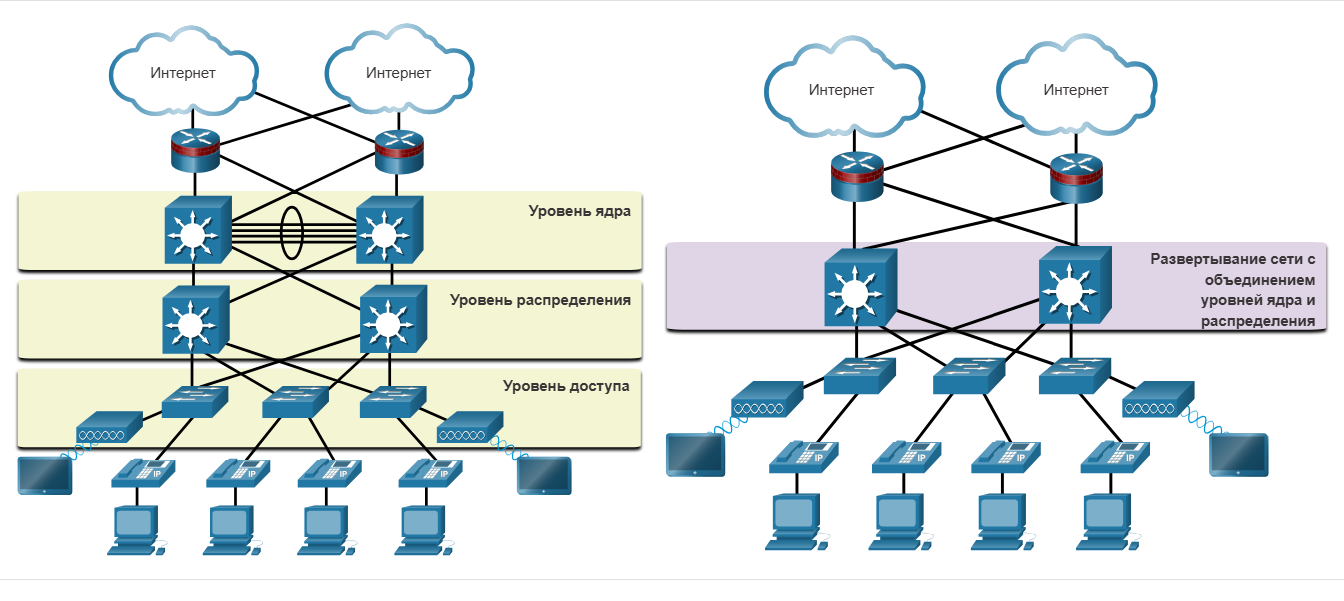 Интернет
Интернет
Уровень ядра
Уровень распределения
Уровень доступа
IP
IP
IP
IP
Интернет
Интернет
Развертывание сети с
объединением
уровней ядра и
распределения
IP
IP
IP
IP